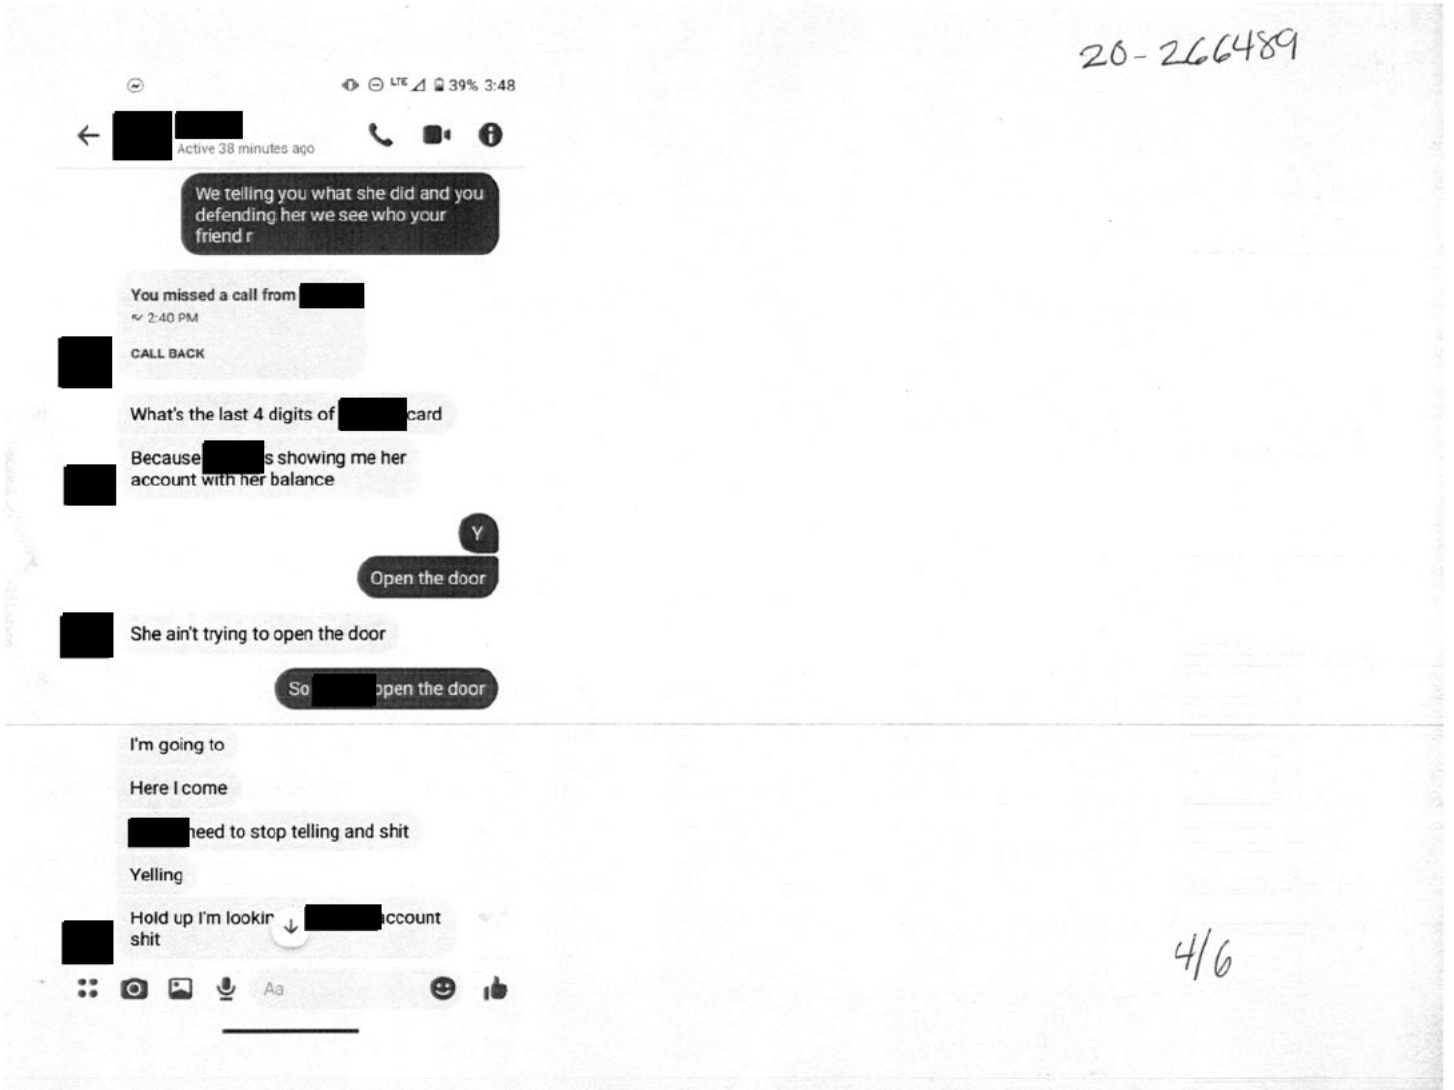 20-266489
LTE 39% 3:48
Active 38 minutes ago
We telling you what she did and you
defending her we see who your
friend r
You missed a call from
2:40 PM
CALL BACK
What's the last 4 digits of card
Because s showing me her
account with her balance
Y
Open the door
She ain't trying to open the door
So open the door
I'm going to
Here I come
need to stop telling and shit
Yelling
Hold up I'm lookin ccount
shit
Aa
4/6